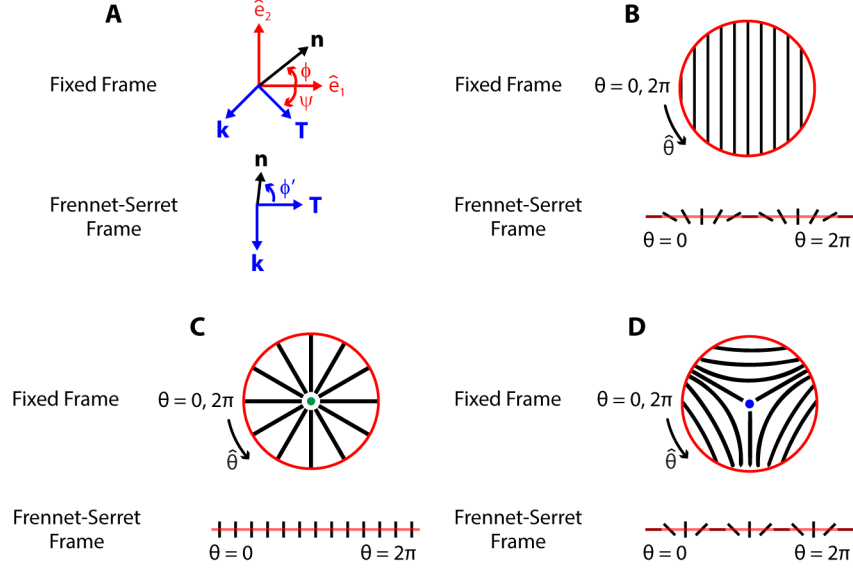 A
ê₂
n
Fixed Frame
ϕ
ê₁
ψ
k
T
n
Frennet-Serret
Frame
ϕ′
T
k
B
Fixed Frame
θ = 0, 2π
θ̂
Frennet-Serret
Frame
θ = 0
θ = 2π
C
Fixed Frame
θ = 0, 2π
θ̂
Frennet-Serret
Frame
θ = 0
θ = 2π
D
Fixed Frame
θ = 0, 2π
θ̂
Frennet-Serret
Frame
θ = 0
θ = 2π